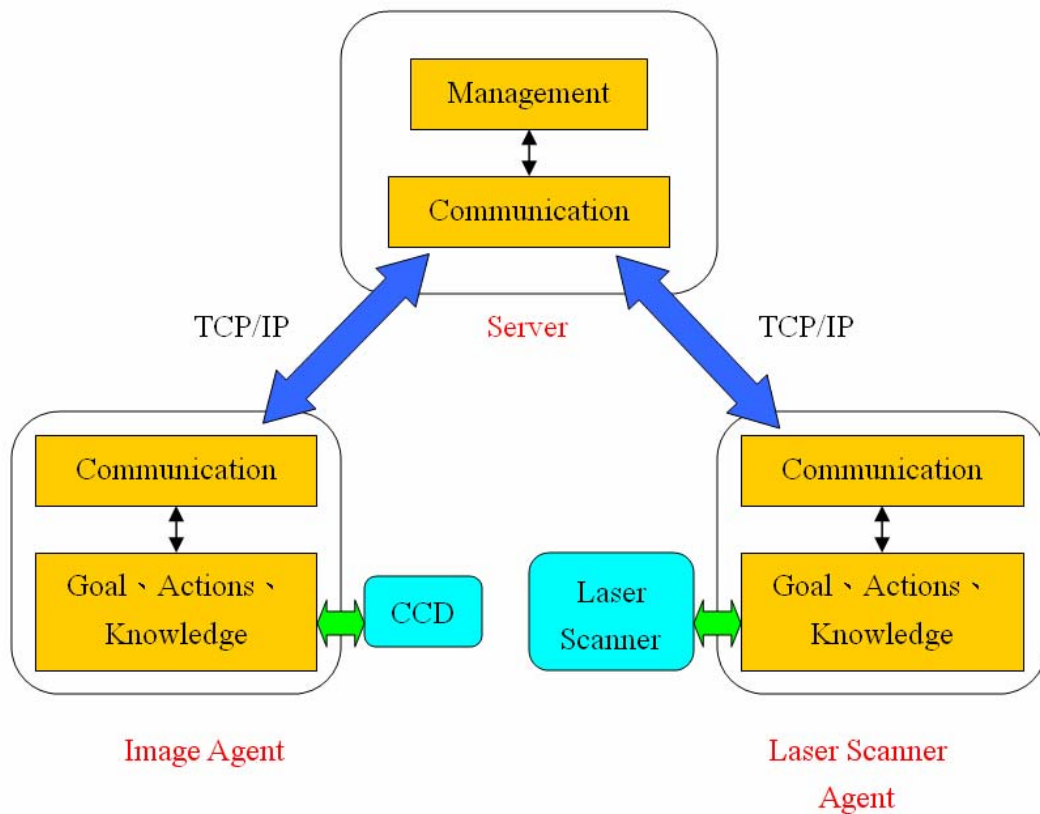 Management
Communication
TCP/IP
Server
TCP/IP
Communication
Goal、Actions、
Knowledge
CCD
Image Agent
Laser
Scanner
Communication
Goal、Actions、
Knowledge
Laser Scanner
Agent